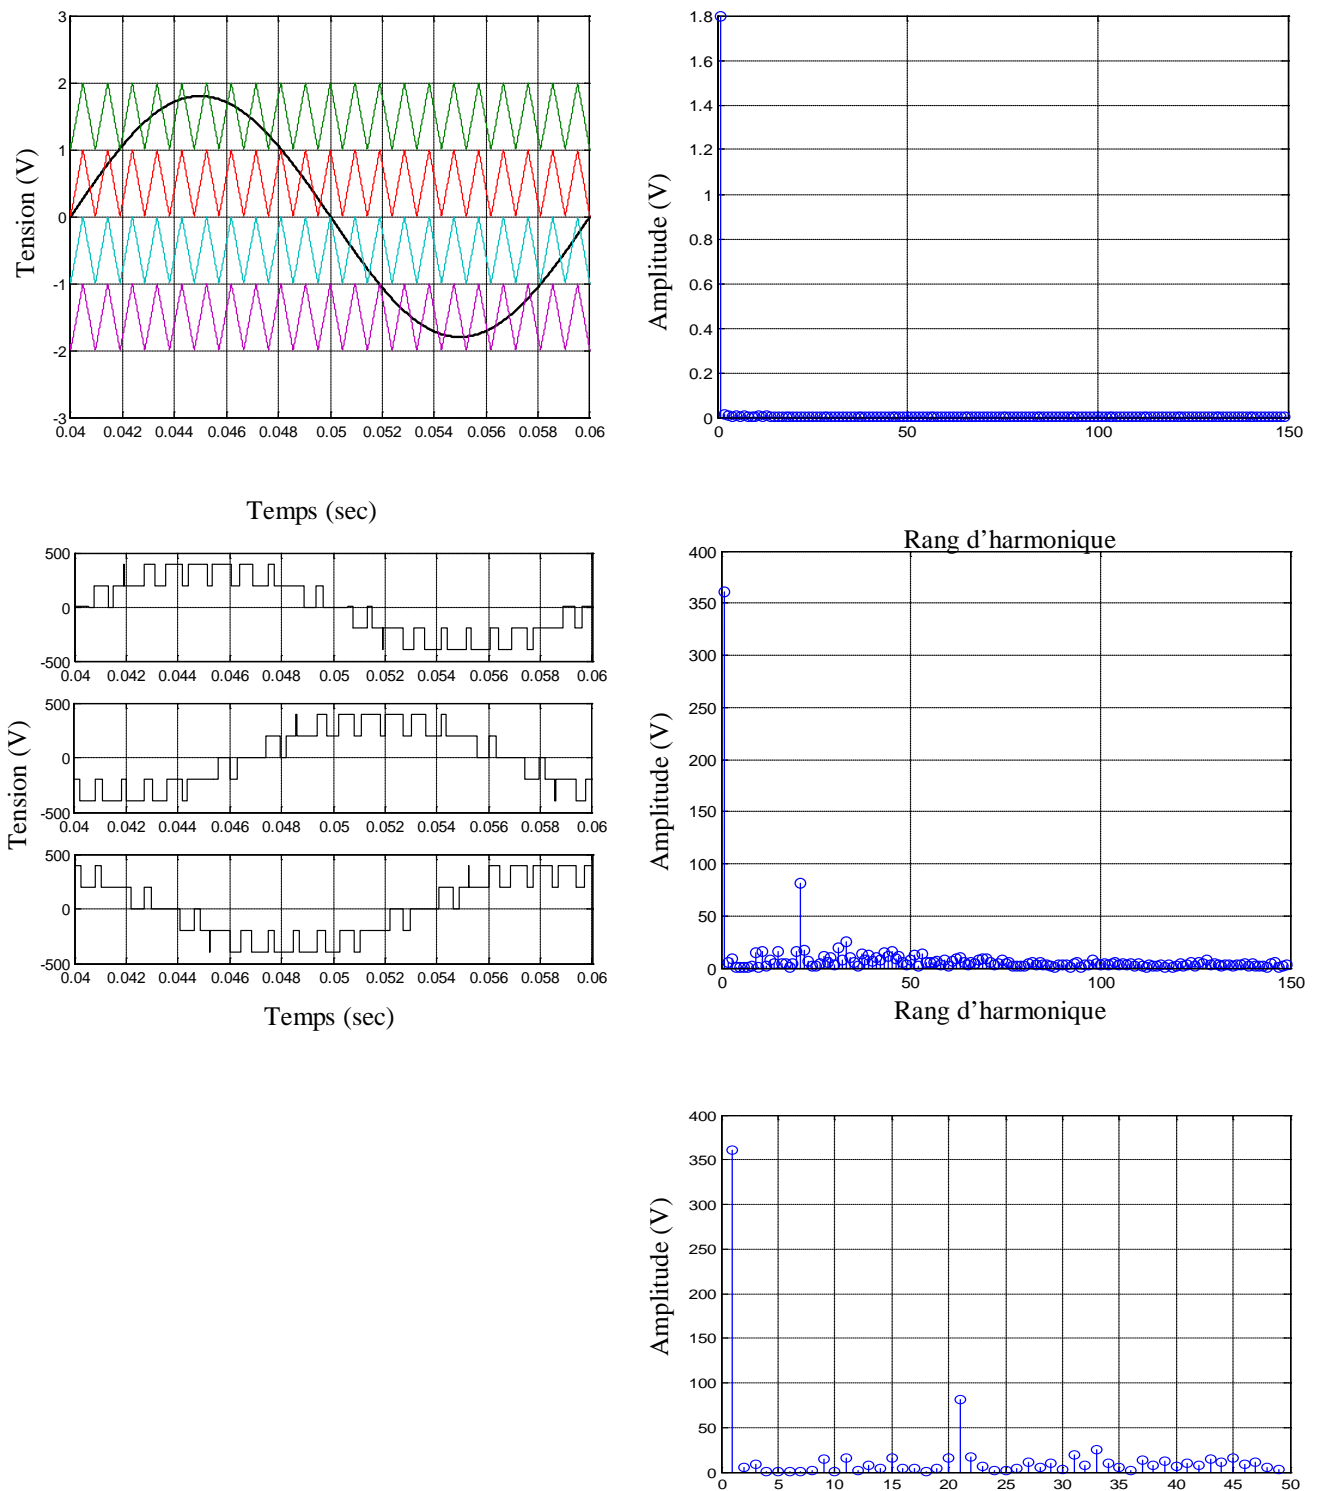 3
2
1
0
-1
-2
-3
0.04 0.042 0.044 0.046 0.048 0.05 0.052 0.054 0.056 0.058 0.06
Tension (V)
Temps (sec)
1.8
1.6
1.4
1.2
1
0.8
0.6
0.4
0.2
0
0 50 100 150
Amplitude (V)
Rang d’harmonique
500
0
-500
0.04 0.042 0.044 0.046 0.048 0.05 0.052 0.054 0.056 0.058 0.06
500
0
-500
0.04 0.042 0.044 0.046 0.048 0.05 0.052 0.054 0.056 0.058 0.06
500
0
-500
0.04 0.042 0.044 0.046 0.048 0.05 0.052 0.054 0.056 0.058 0.06
Tension (V)
Temps (sec)
400
350
300
250
200
150
100
50
0
0 50 100 150
Amplitude (V)
Rang d’harmonique
400
350
300
250
200
150
100
50
0
0 5 10 15 20 25 30 35 40 45 50
Amplitude (V)